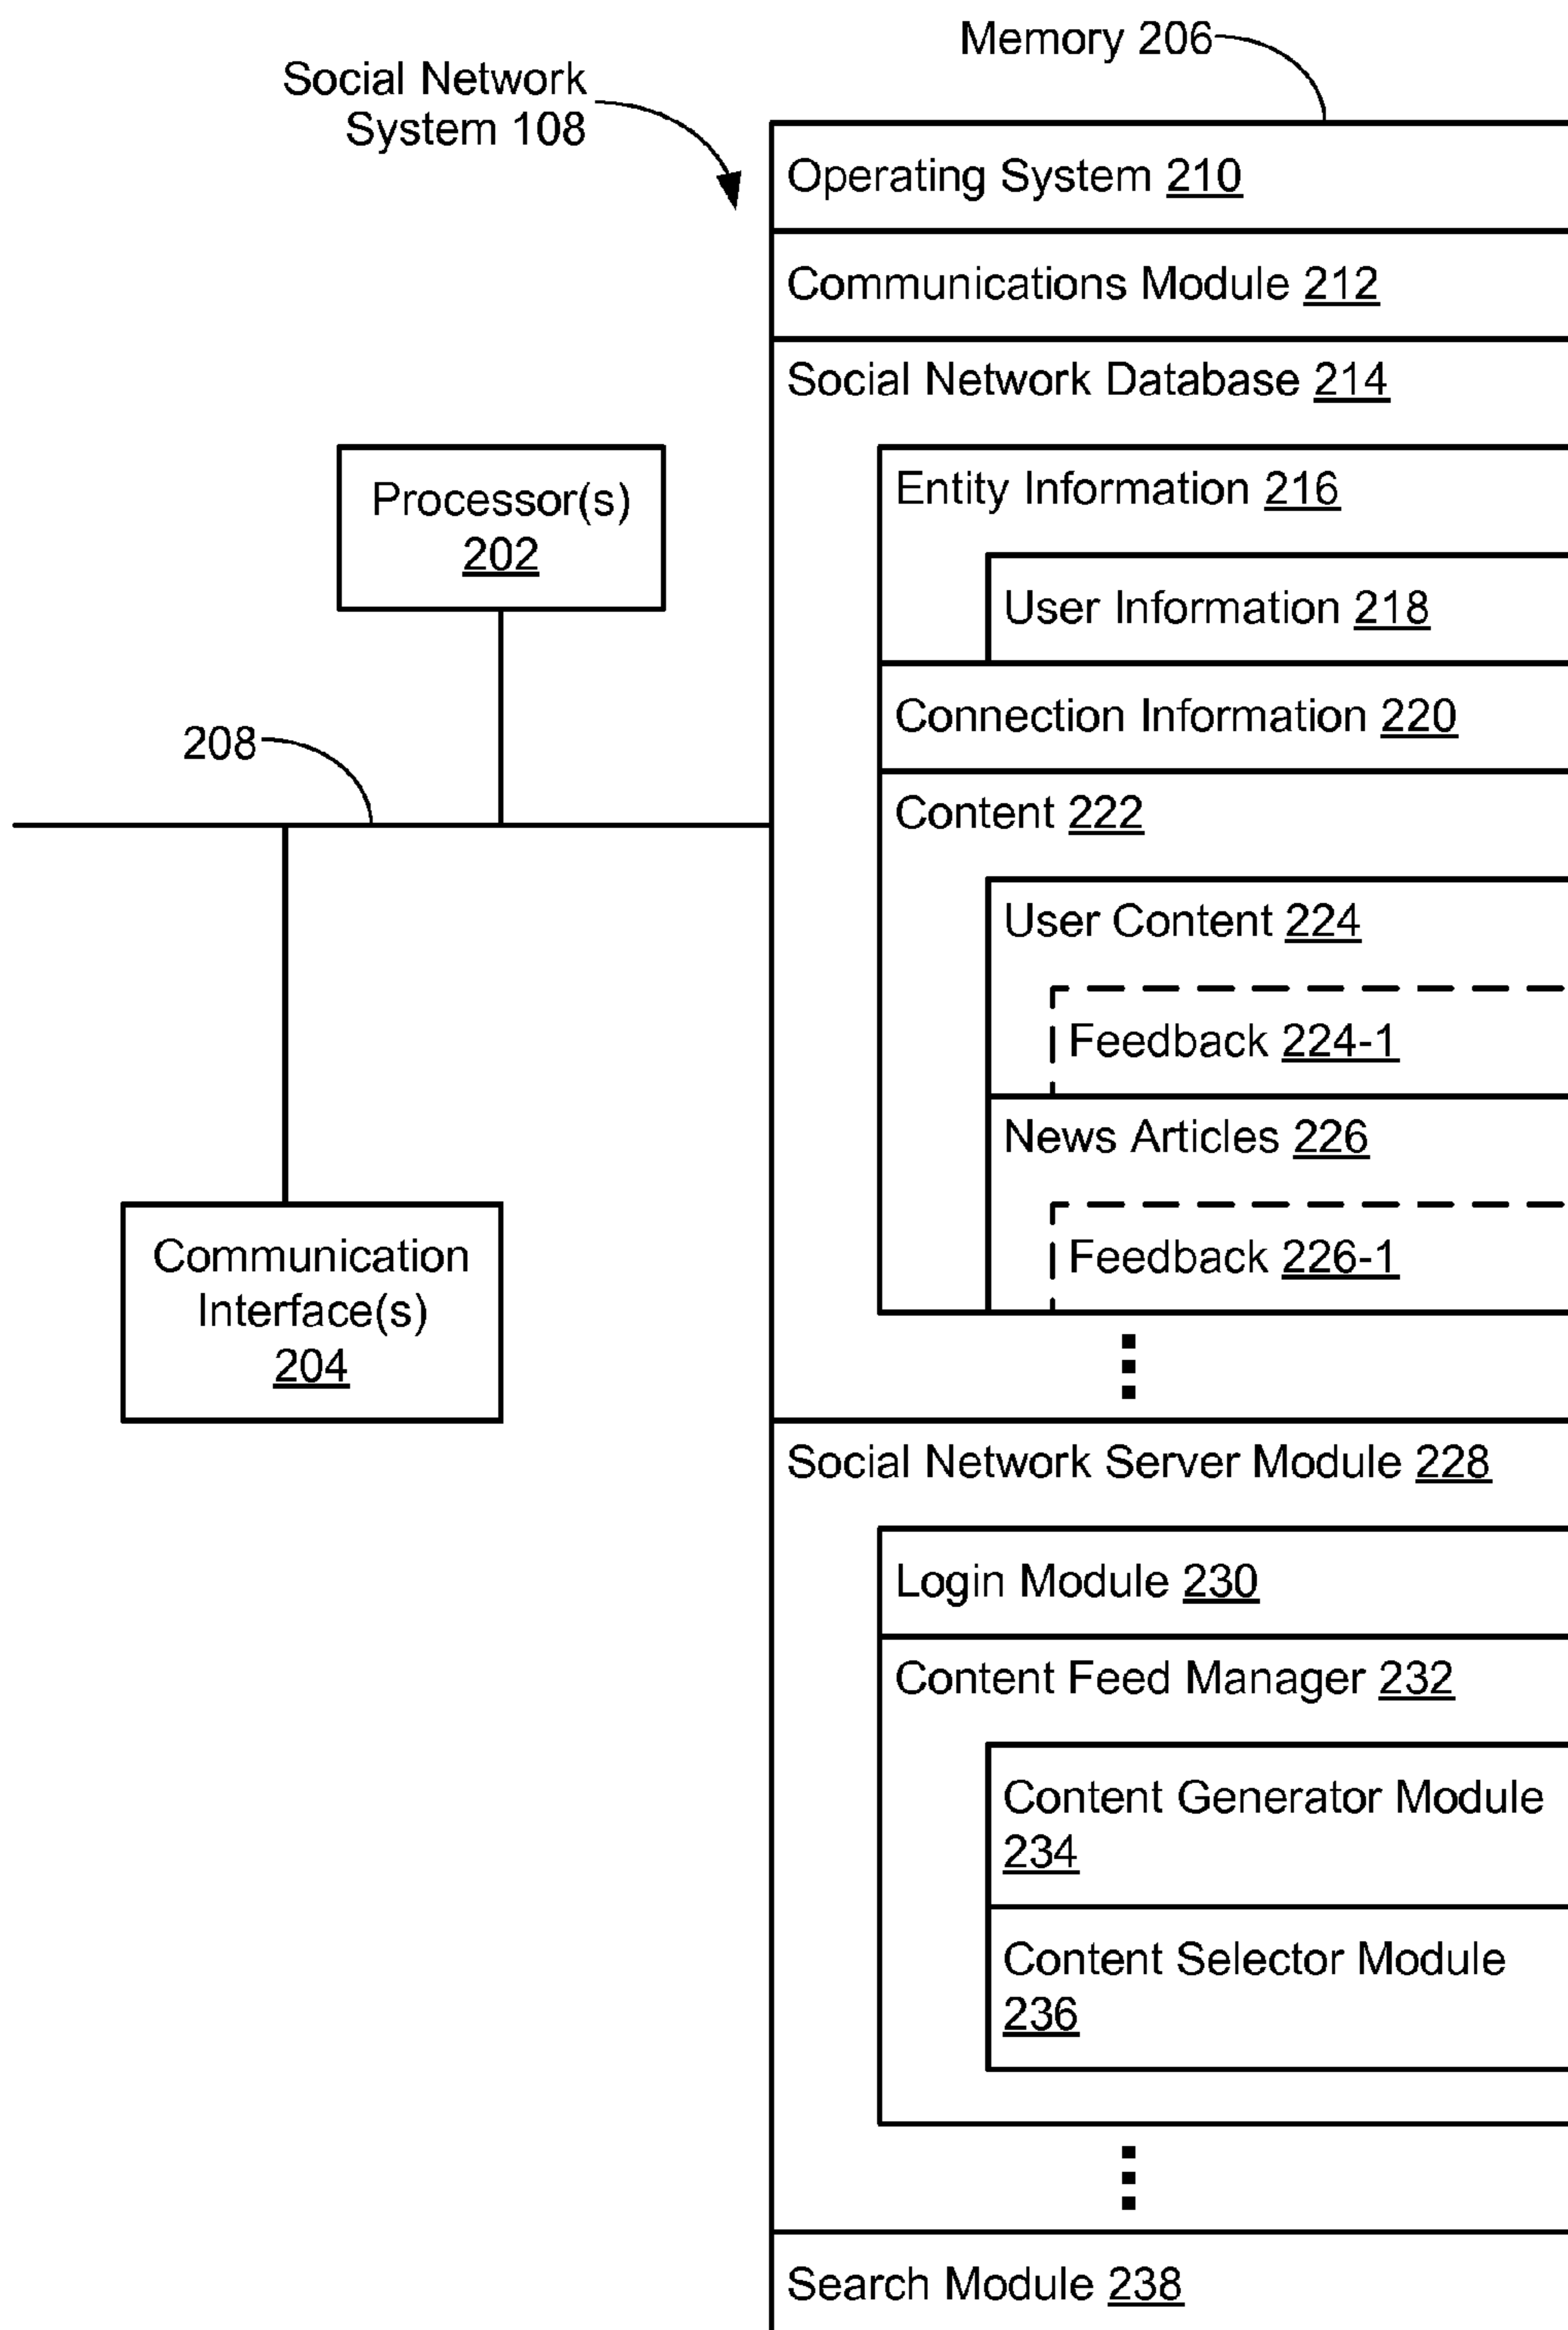 Memory 206
Social Network
System 108
Operating System 210
Communications Module 212
Social Network Database 214
Processor(s)
202
Entity Information 216
User Information 218
Connection Information 220
208
Content 222
User Content 224
Feedback 224-1
News Articles 226
Feedback 226-1
Communication
Interface(s)
204
Social Network Server Module 228
Login Module 230
Content Feed Manager 232
Content Generator Module
234
Content Selector Module
236
Search Module 238